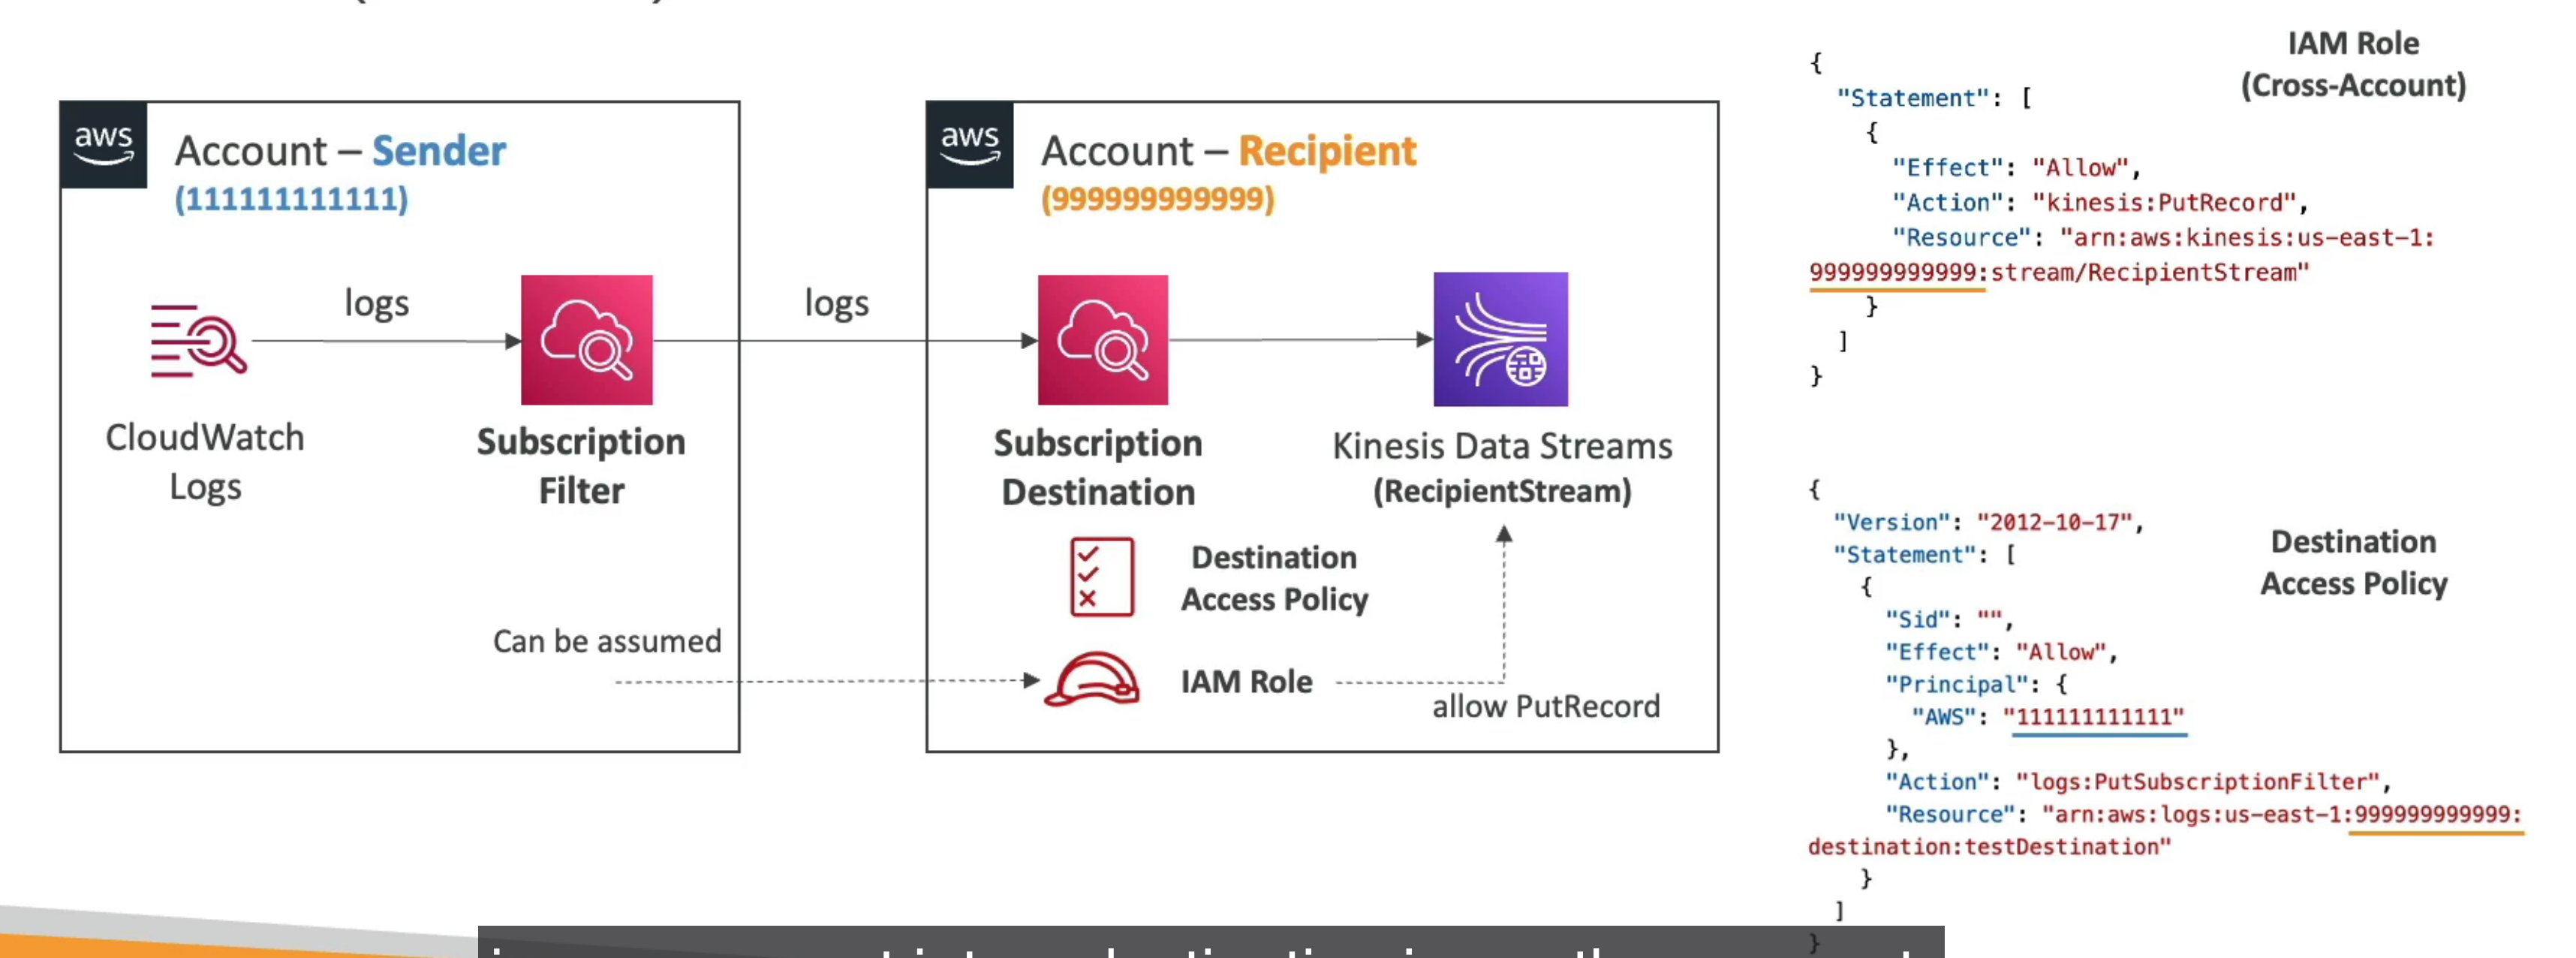 aws
Account – Sender
(111111111111)
logs
CloudWatch
Logs
Subscription
Filter
Can be assumed
logs
aws
Account – Recipient
(999999999999)
Subscription
Destination
Kinesis Data Streams
(RecipientStream)
Destination
Access Policy
IAM Role
allow PutRecord
IAM Role
(Cross-Account)
{
"Statement": [
{
"Effect": "Allow",
"Action": "kinesis:PutRecord",
"Resource": "arn:aws:kinesis:us-east-1:
999999999999:stream/RecipientStream"
}
]
}
Destination
Access Policy
{
"Version": "2012-10-17",
"Statement": [
{
"Sid": "",
"Effect": "Allow",
"Principal": {
"AWS": "111111111111"
},
"Action": "logs:PutSubscriptionFilter",
"Resource": "arn:aws:logs:us-east-1:999999999999:
destination:testDestination"
}
]
}